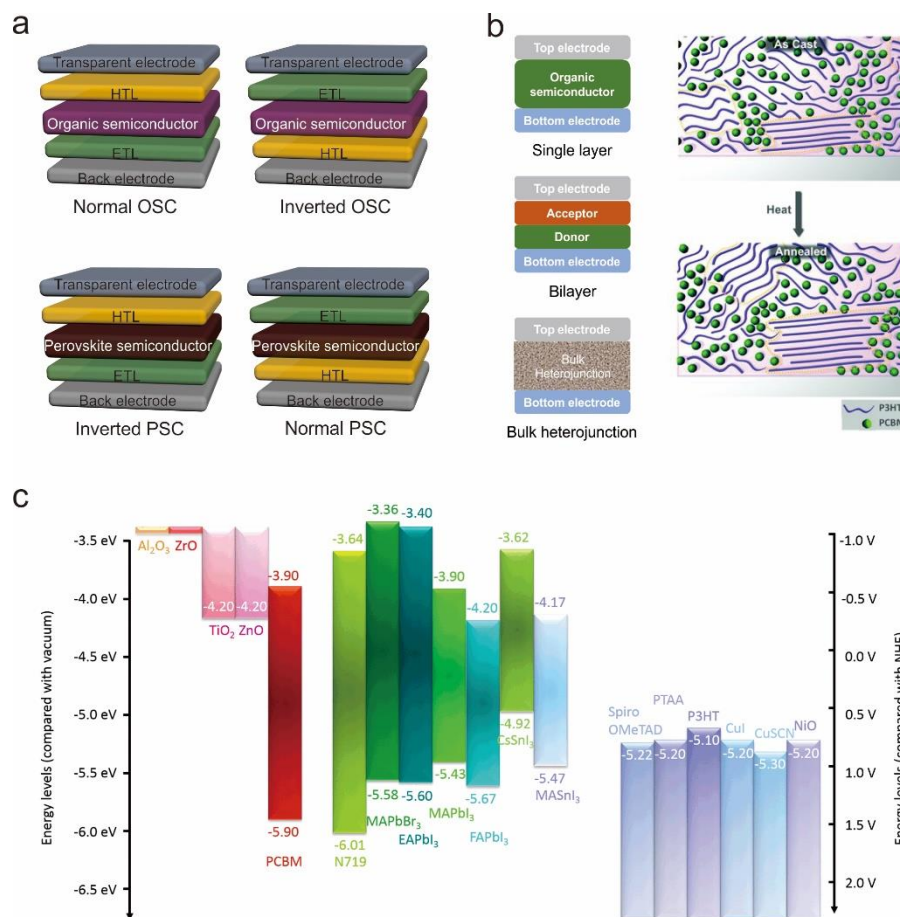 a
Transparent electrode
HTL
Organic semiconductor
ETL
Back electrode
Normal OSC
Transparent electrode
ETL
Organic semiconductor
HTL
Back electrode
Inverted OSC
Transparent electrode
HTL
Perovskite semiconductor
ETL
Back electrode
Inverted PSC
Transparent electrode
ETL
Perovskite semiconductor
HTL
Back electrode
Normal PSC
b
Top electrode
Organic
semiconductor
Bottom electrode
Single layer
Top electrode
Acceptor
Donor
Bottom electrode
Bilayer
Top electrode
Bulk
Heterojunction
Bottom electrode
Bulk heterojunction
As Cast
Heat
Annealed
P3HT
PCBM
c
Energy levels (compared with vacuum)
-3.5 eV
-4.0 eV
-4.5 eV
-5.0 eV
-5.5 eV
-6.0 eV
-6.5 eV
Al₂O₃
ZrO
-4.20
TiO₂
-4.20
ZnO
-3.90
-5.90
PCBM
-3.64
-6.01
N719
-3.36
-5.58
MAPbBr₃
-3.40
-5.60
EAPbI₃
-3.90
-5.43
MAPbI₃
-4.20
-5.67
FAPbI₃
-3.62
-4.92
CsSnI₃
-4.17
-5.47
MASnI₃
Spiro
OMeTAD
-5.22
PTAA
-5.20
P3HT
-5.10
CuI
-5.20
CuSCN
-5.30
NiO
-5.20
-1.0 V
-0.5 V
0.0 V
0.5 V
1.0 V
1.5 V
2.0 V
Energy levels (compared with NHE)